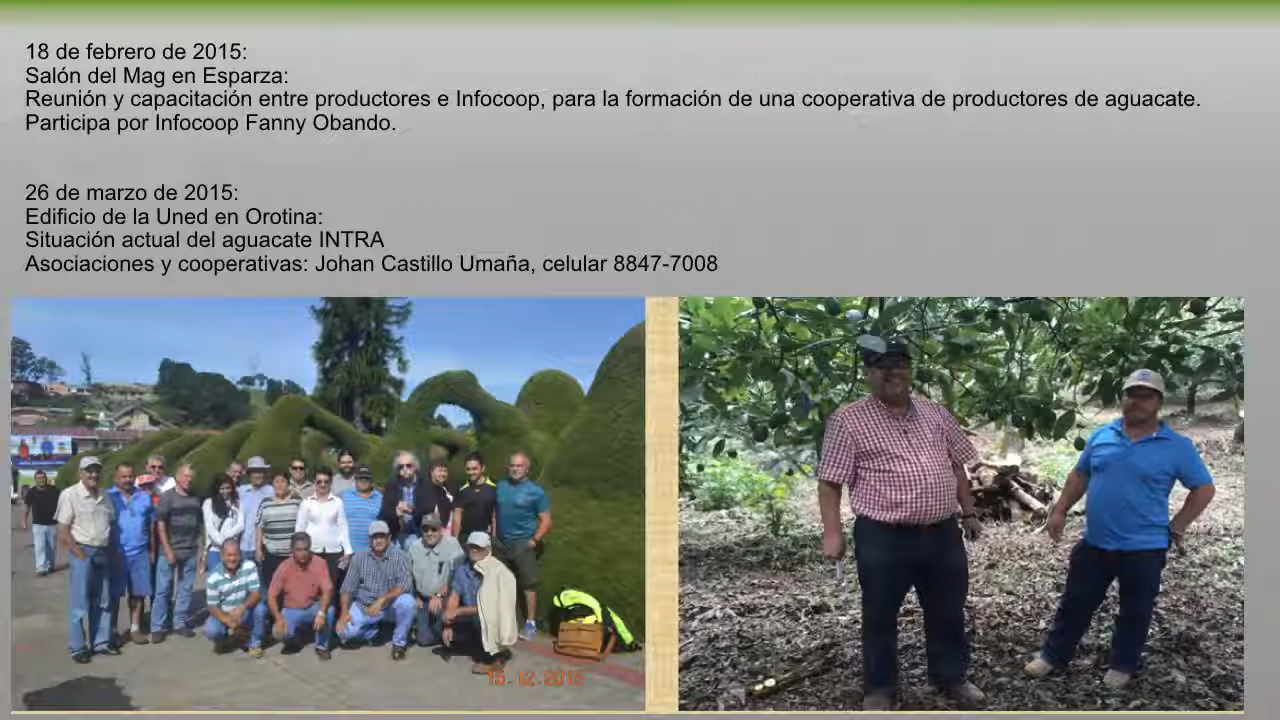 18 de febrero de 2015:
Salón del Mag en Esparza:
Reunión y capacitación entre productores e Infocoop, para la formación de una cooperativa de productores de aguacate.
Participa por Infocoop Fanny Obando.
26 de marzo de 2015:
Edificio de la Uned en Orotina:
Situación actual del aguacate INTRA
Asociaciones y cooperativas: Johan Castillo Umaña, celular 8847-7008
15.12.2015